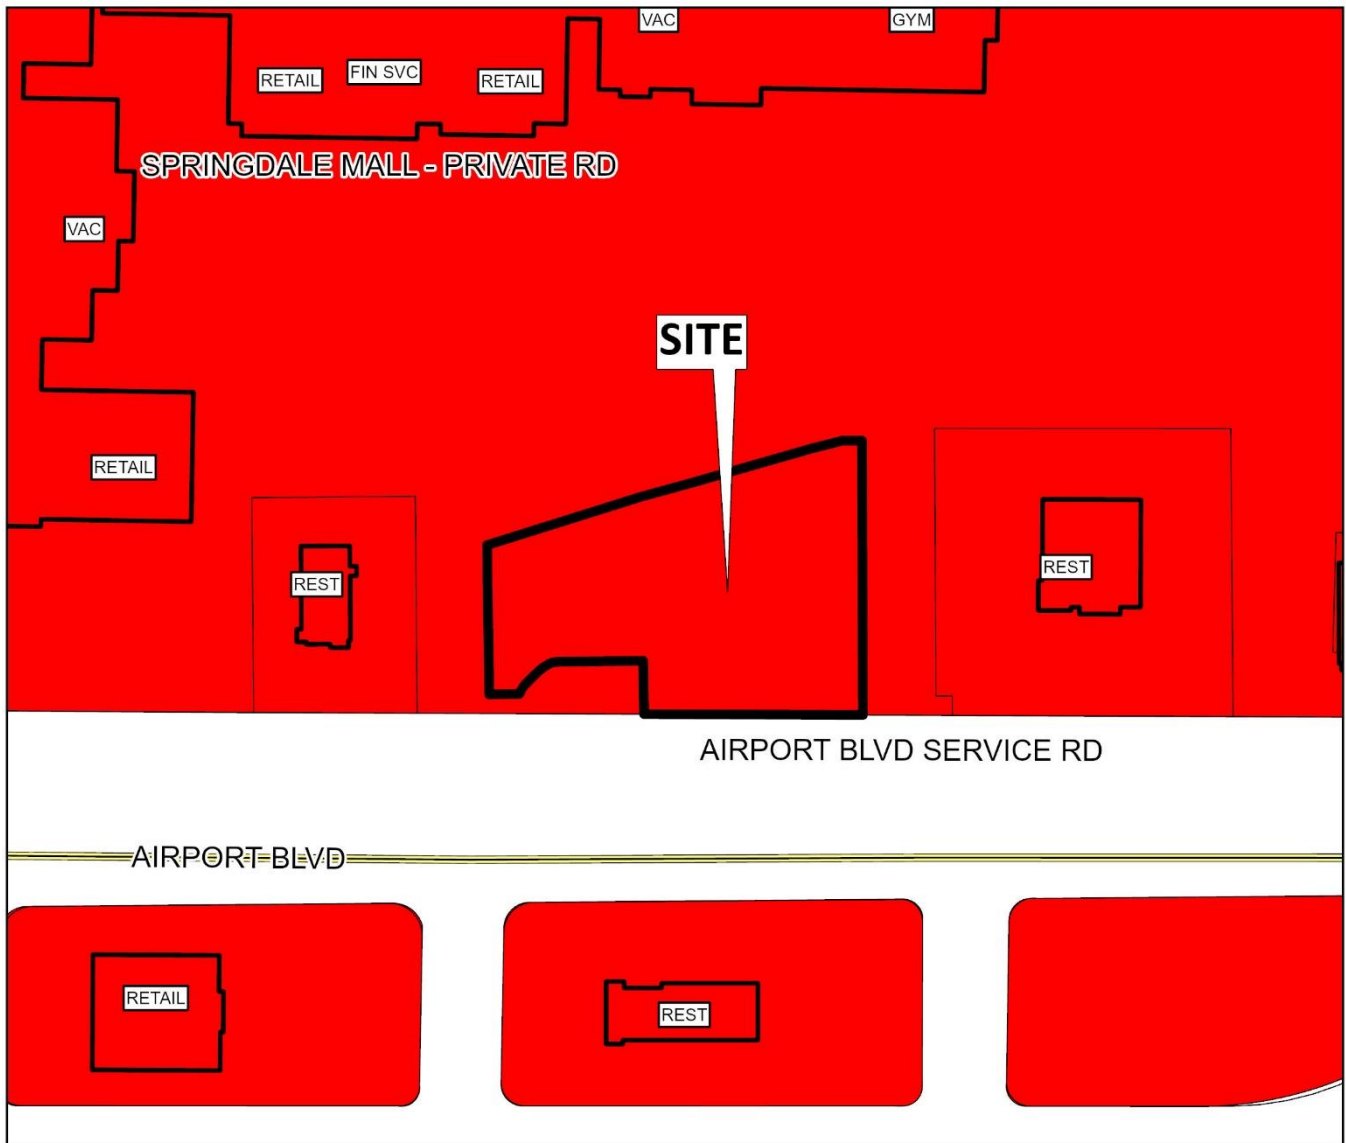 VAC
GYM
RETAIL
FIN SVC
RETAIL
SPRINGDALE MALL - PRIVATE RD
VAC
SITE
RETAIL
REST
REST
AIRPORT BLVD SERVICE RD
AIRPORT BLVD
RETAIL
REST